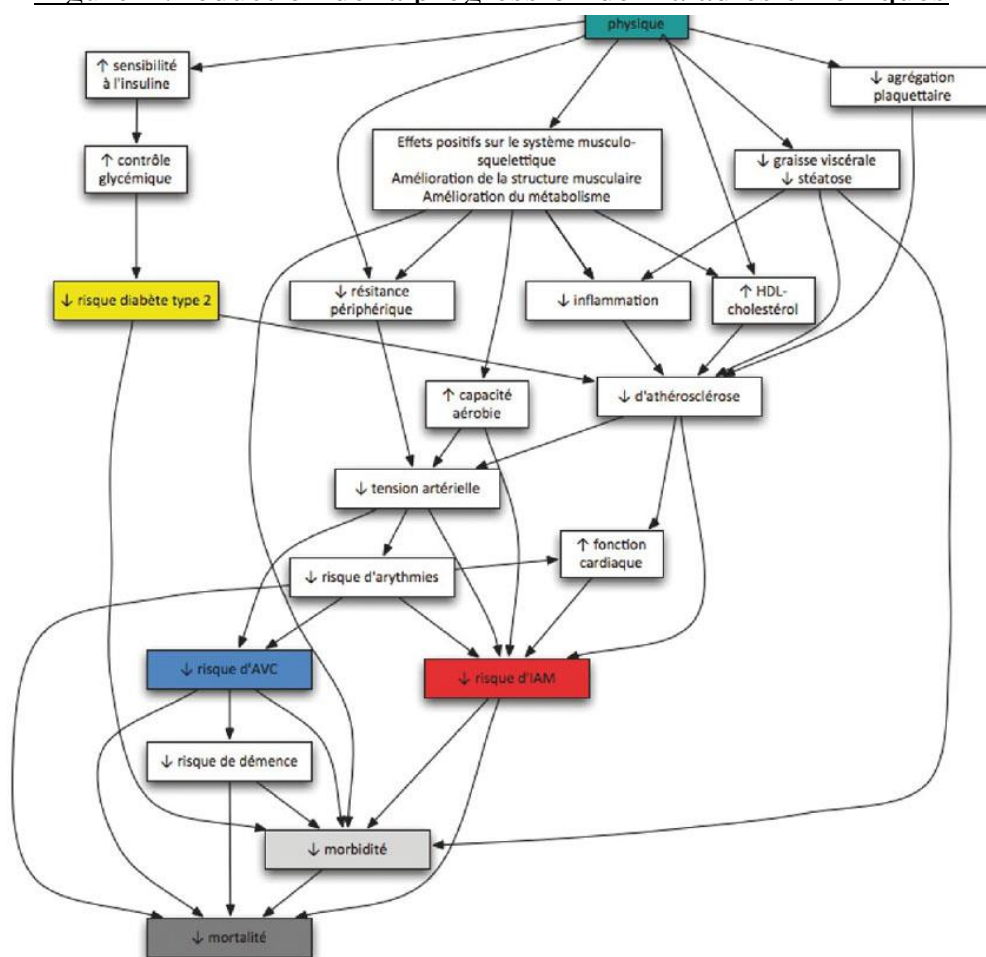 physique
↑ sensibilité
à l'insuline
↓ agrégation
plaquettaire
Effets positifs sur le système musculo-
squelettique
Amélioration de la structure musculaire
Amélioration du métabolisme
↑ contrôle
glycémique
↓ graisse viscérale
↓ stéatose
↓ risque diabète type 2
↓ résitance
périphérique
↓ inflammation
↑ HDL-
cholestérol
↑ capacité
aérobie
↓ d'athérosclérose
↓ tension artérielle
↑ fonction
cardiaque
↓ risque d'arythmies
↓ risque d'AVC
↓ risque d'IAM
↓ risque de démence
↓ morbidité
↓ mortalité